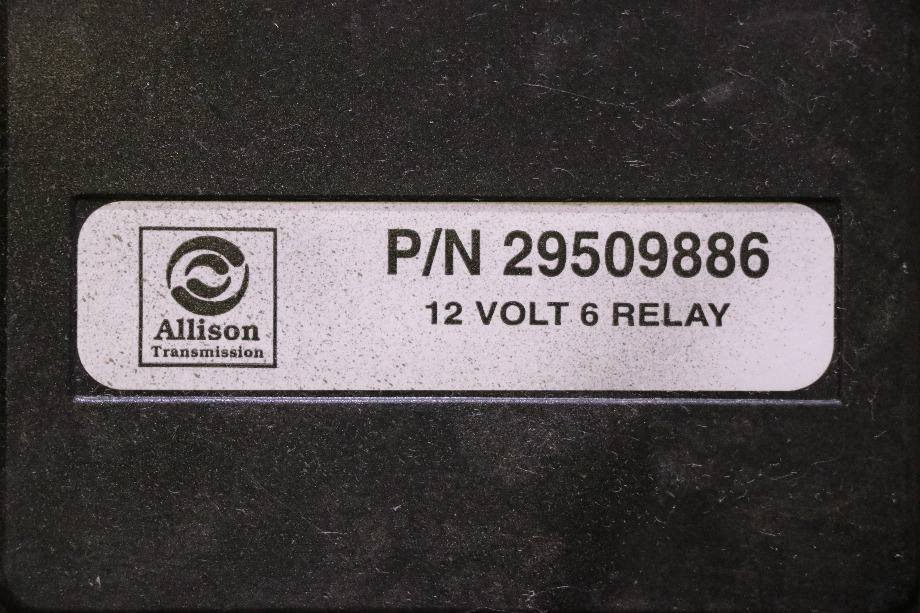 P/N 29509886
12 VOLT 6 RELAY
Allison
Transmission